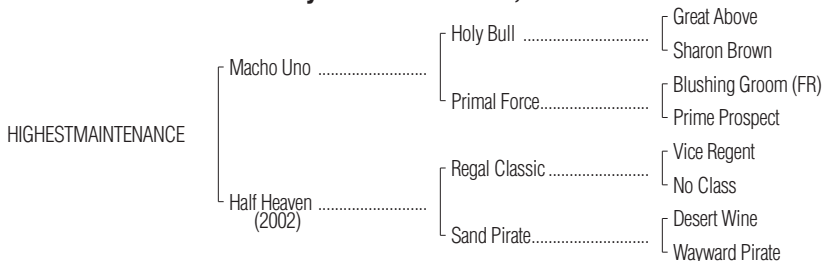 Great Above
Holy Bull ..............................
Sharon Brown
Macho Uno ..........................
Blushing Groom (FR)
Primal Force..........................
Prime Prospect
HIGHESTMAINTENANCE
Vice Regent
Regal Classic ........................
No Class
Half Heaven ..........................
(2002)
Desert Wine
Sand Pirate............................
Wayward Pirate